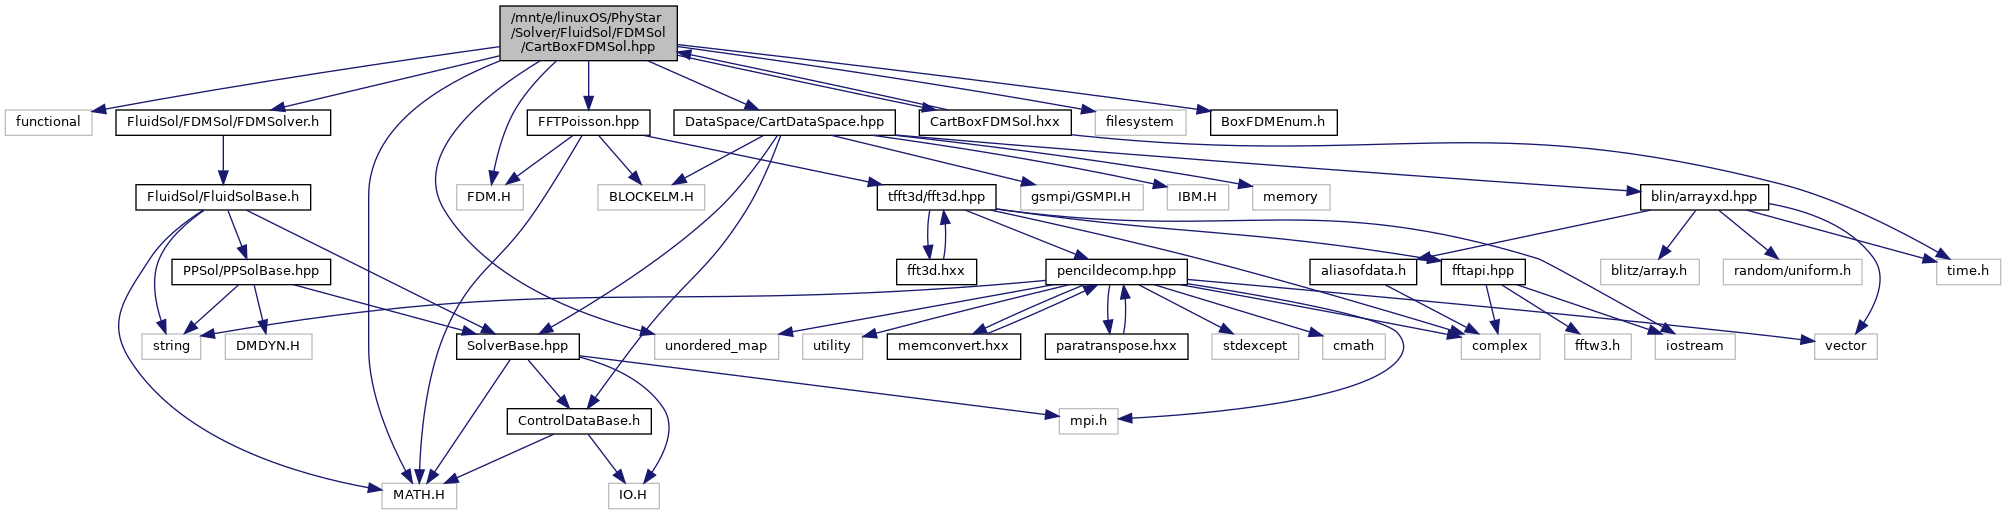 /mnt/e/linuxOS/PhyStar
/Solver/FluidSol/FDMSol
/CartBoxFDMSol.hpp
functional
FluidSol/FDMSol/FDMSolver.h
FFTPoisson.hpp
DataSpace/CartDataSpace.hpp
CartBoxFDMSol.hxx
filesystem
BoxFDMEnum.h
FluidSol/FluidSolBase.h
FDM.H
BLOCKELM.H
tfft3d/fft3d.hpp
gsmpi/GSMPI.H
IBM.H
memory
blin/arrayxd.hpp
PPSol/PPSolBase.hpp
fft3d.hxx
pencildecomp.hpp
aliasofdata.h
fftapi.hpp
blitz/array.h
random/uniform.h
time.h
string
DMDYN.H
SolverBase.hpp
unordered_map
utility
memconvert.hxx
paratranspose.hxx
stdexcept
cmath
complex
fftw3.h
iostream
vector
ControlDataBase.h
mpi.h
MATH.H
IO.H